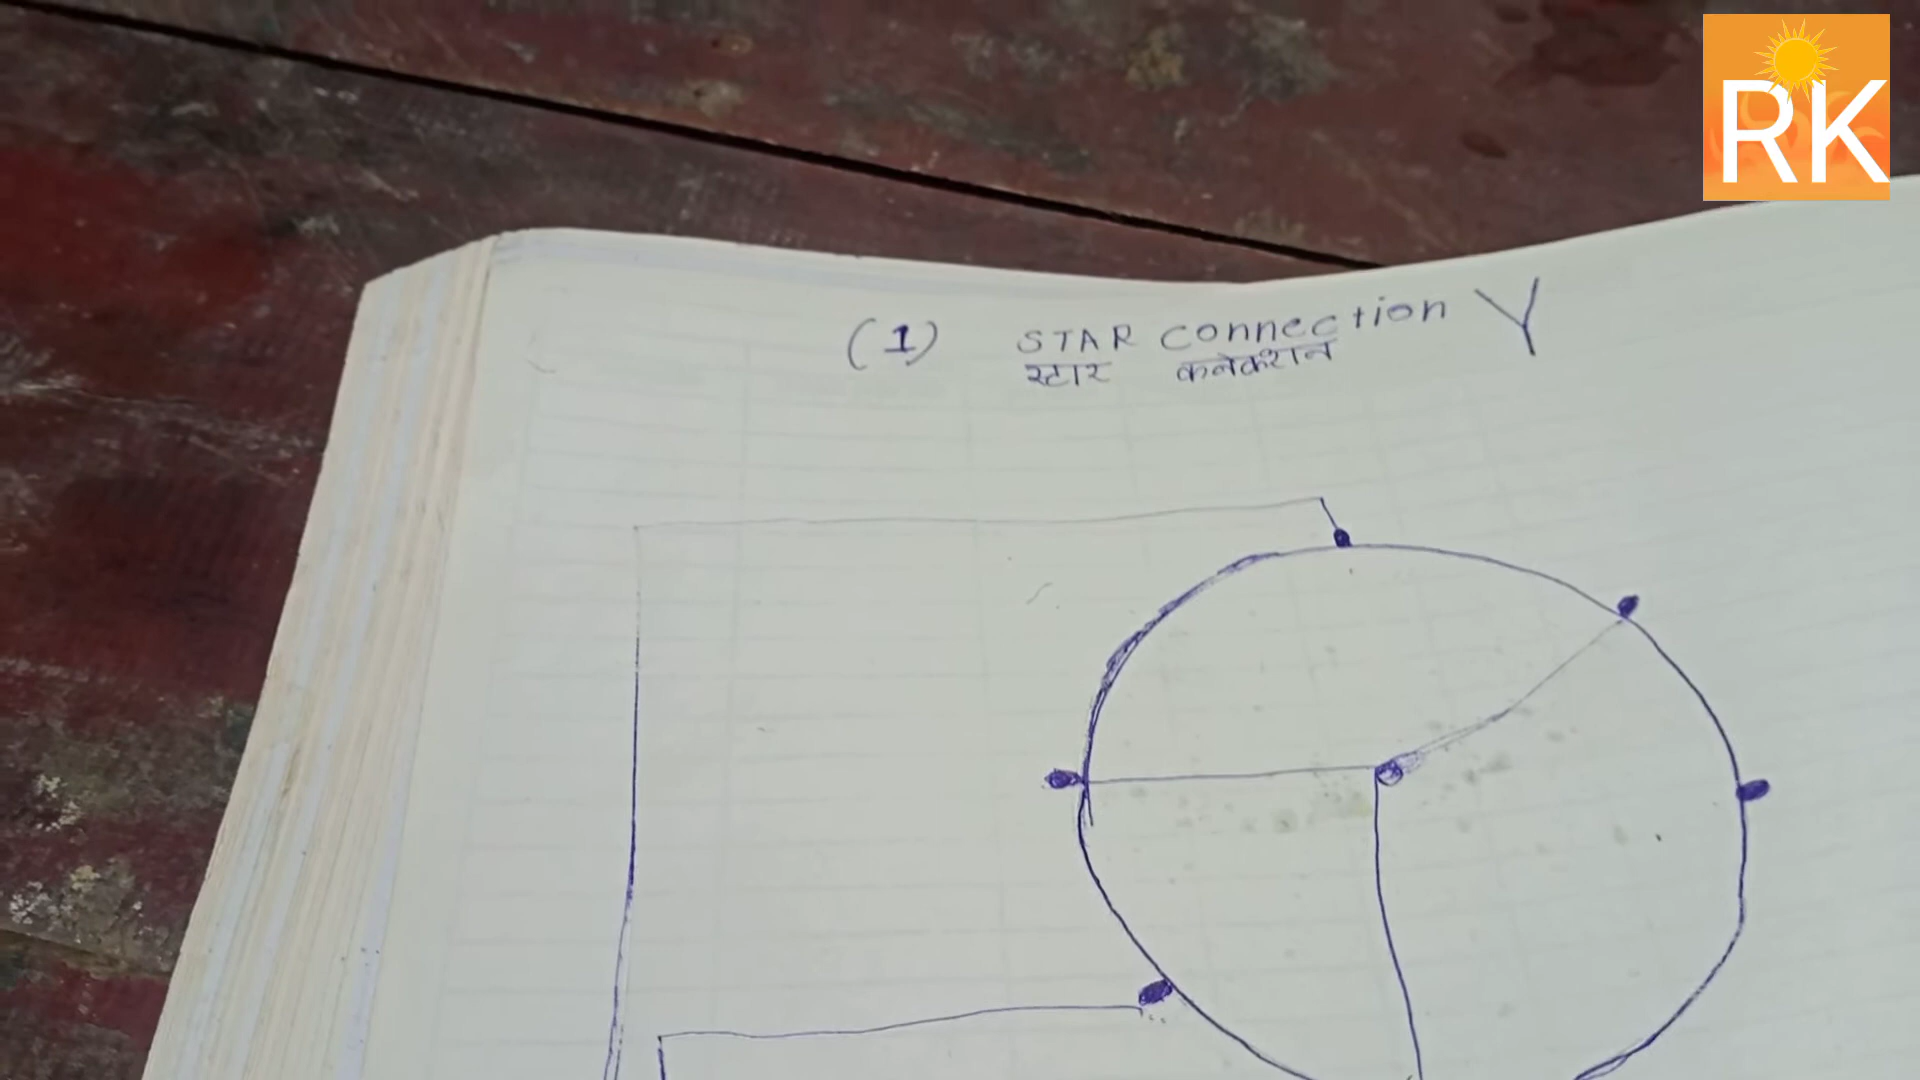 RK
(1) STAR connection Y
स्टार कनेक्शन